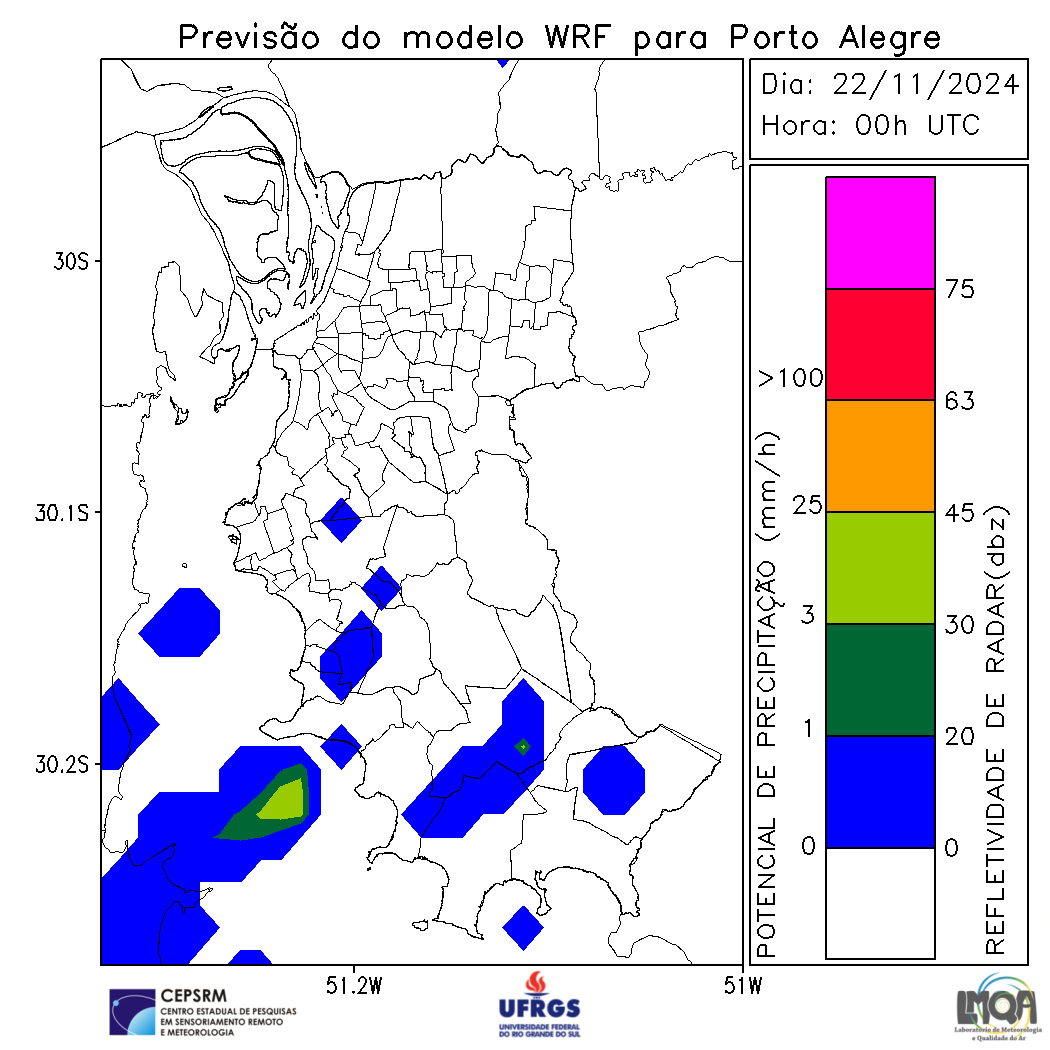 Previsão do modelo WRF para Porto Alegre
Dia: 22/11/2024
Hora: 00h UTC
30S
30.1S
30.2S
51.2W
51W
POTENCIAL DE PRECIPITAÇÃO (mm/h)
>100
25
3
1
0
75
63
45
30
20
0
REFLETIVIDADE DE RADAR(dbz)
CEPSRM
CENTRO ESTADUAL DE PESQUISAS
EM SENSORIAMENTO REMOTO
E METEOROLOGIA
UFRGS
UNIVERSIDADE FEDERAL
DO RIO GRANDE DO SUL
LMQA
Laboratório de Meteorologia
e Qualidade do Ar